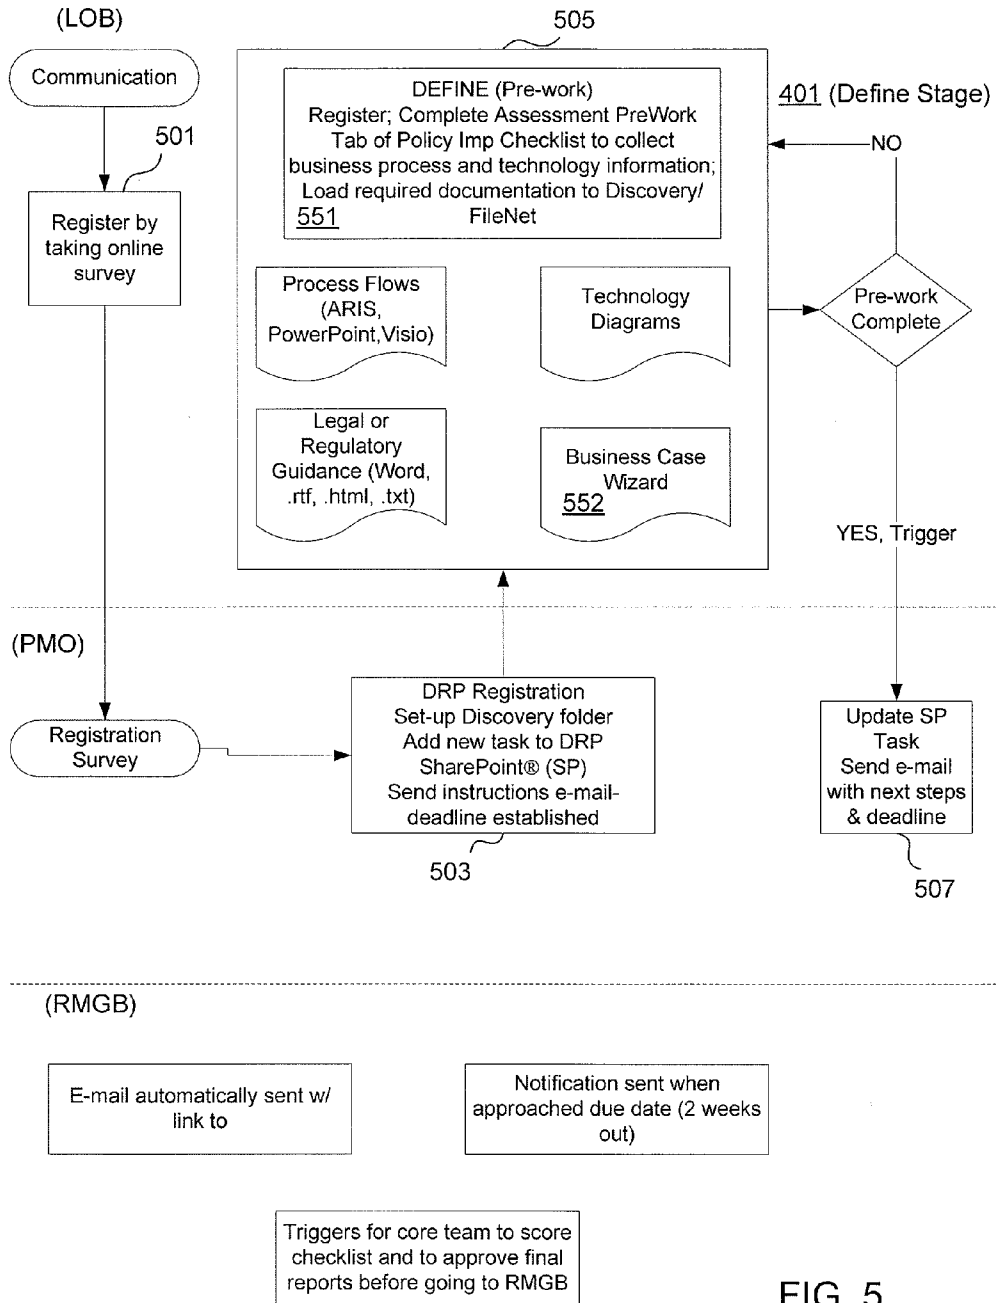 (LOB)
505
Communication
501
Register by
taking online
survey
DEFINE (Pre-work)
Register; Complete Assessment PreWork
Tab of Policy Imp Checklist to collect
business process and technology information;
Load required documentation to Discovery/
551 FileNet
401 (Define Stage)
NO
Process Flows
(ARIS,
PowerPoint,Visio)
Technology
Diagrams
Pre-work
Complete
Legal or
Regulatory
Guidance (Word,
.rtf, .html, .txt)
Business Case
Wizard
552
YES, Trigger
(PMO)
Registration
Survey
DRP Registration
Set-up Discovery folder
Add new task to DRP
SharePoint® (SP)
Send instructions e-mail-
deadline established
503
Update SP
Task
Send e-mail
with next steps
& deadline
507
(RMGB)
E-mail automatically sent w/
link to
Notification sent when
approached due date (2 weeks
out)
Triggers for core team to score
checklist and to approve final
reports before going to RMGB
FIG. 5